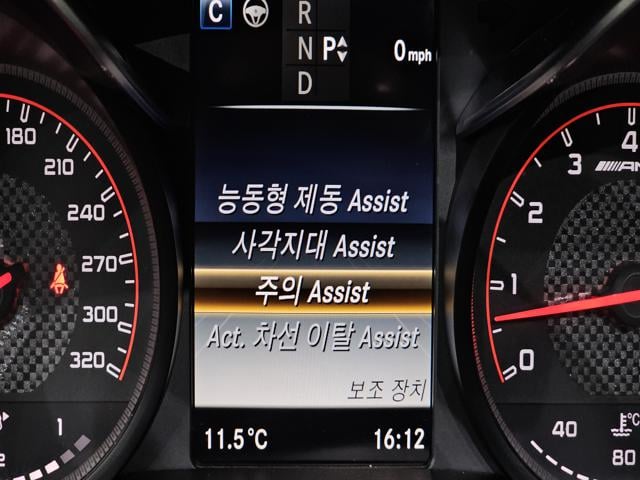 C
R
N P
D
0 mph
180
210
240
270
300
320
능동형 제동 Assist
사각지대 Assist
주의 Assist
Act. 차선 이탈 Assist
보조 장치
11.5°C
16:12
4
3
2
1
0
1
40
80
°C